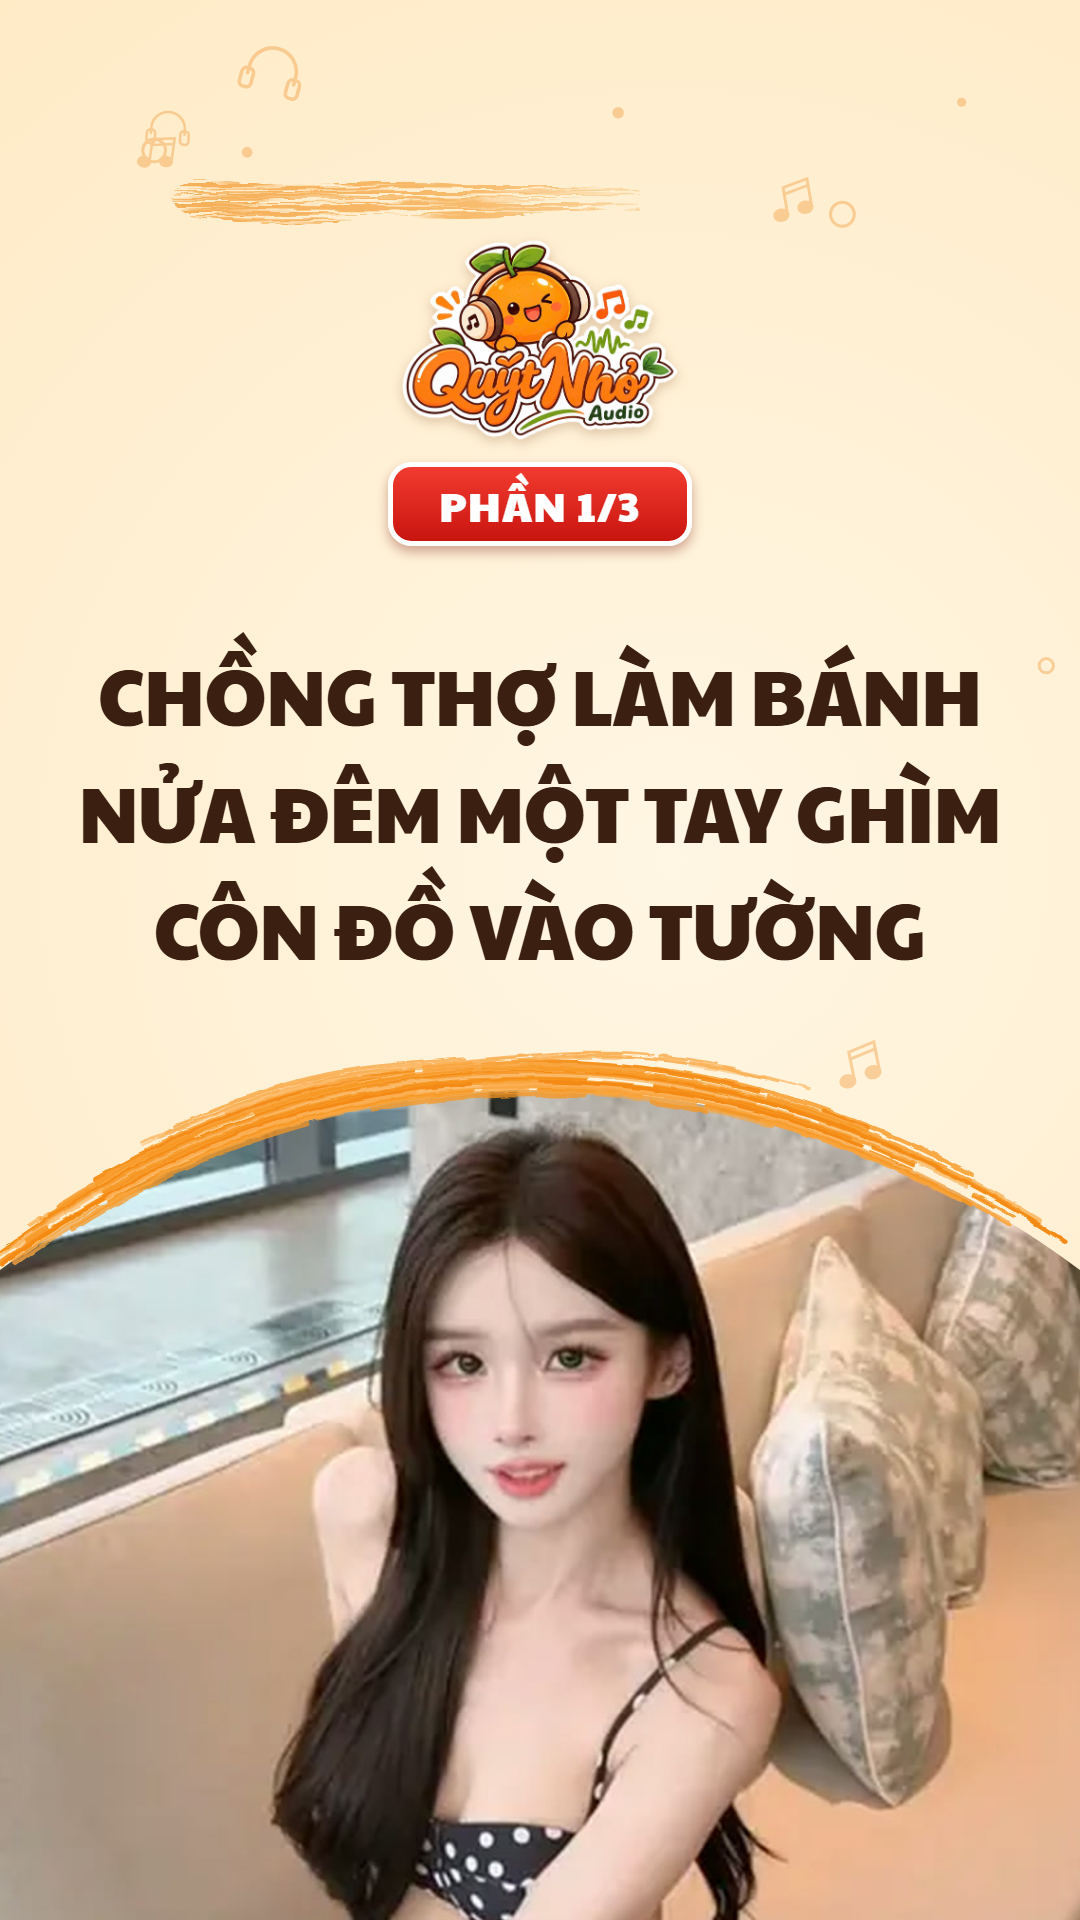 Quýt Nhỏ
Audio
PHẦN 1/3
CHỒNG THỢ LÀM BÁNH
NỬA ĐÊM MỘT TAY GHÌM
CÔN ĐỒ VÀO TƯỜNG